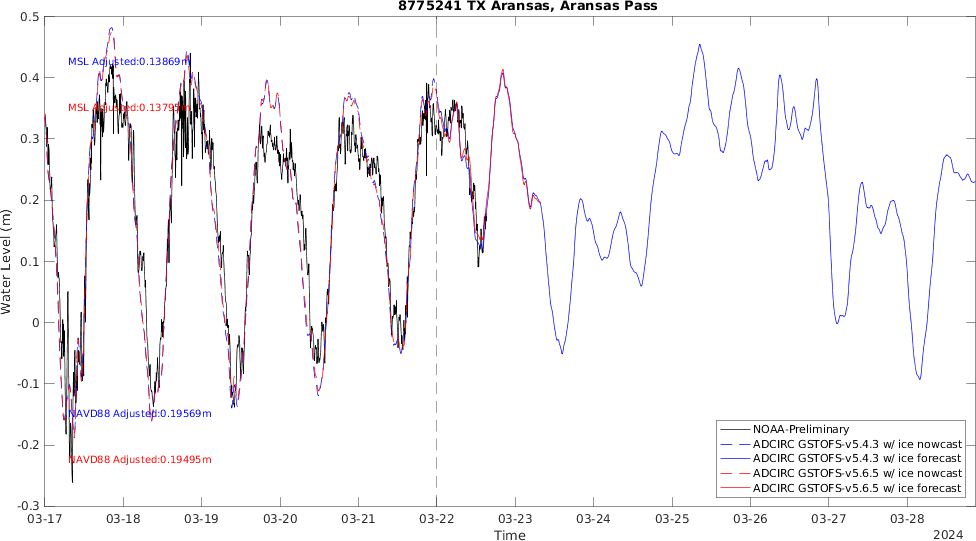 8775241 TX Aransas, Aransas Pass
0.5
0.4
0.3
0.2
0.1
0
-0.1
-0.2
-0.3
Water Level (m)
MSL Adjusted:0.13869m
MSL Adjusted:0.13795m
NAVD88 Adjusted:0.19569m
NAVD88 Adjusted:0.19495m
NOAA-Preliminary
ADCIRC GSTOFS-v5.4.3 w/ ice nowcast
ADCIRC GSTOFS-v5.4.3 w/ ice forecast
ADCIRC GSTOFS-v5.6.5 w/ ice nowcast
ADCIRC GSTOFS-v5.6.5 w/ ice forecast
03-17 03-18 03-19 03-20 03-21 03-22 03-23 03-24 03-25 03-26 03-27 03-28
Time
2024